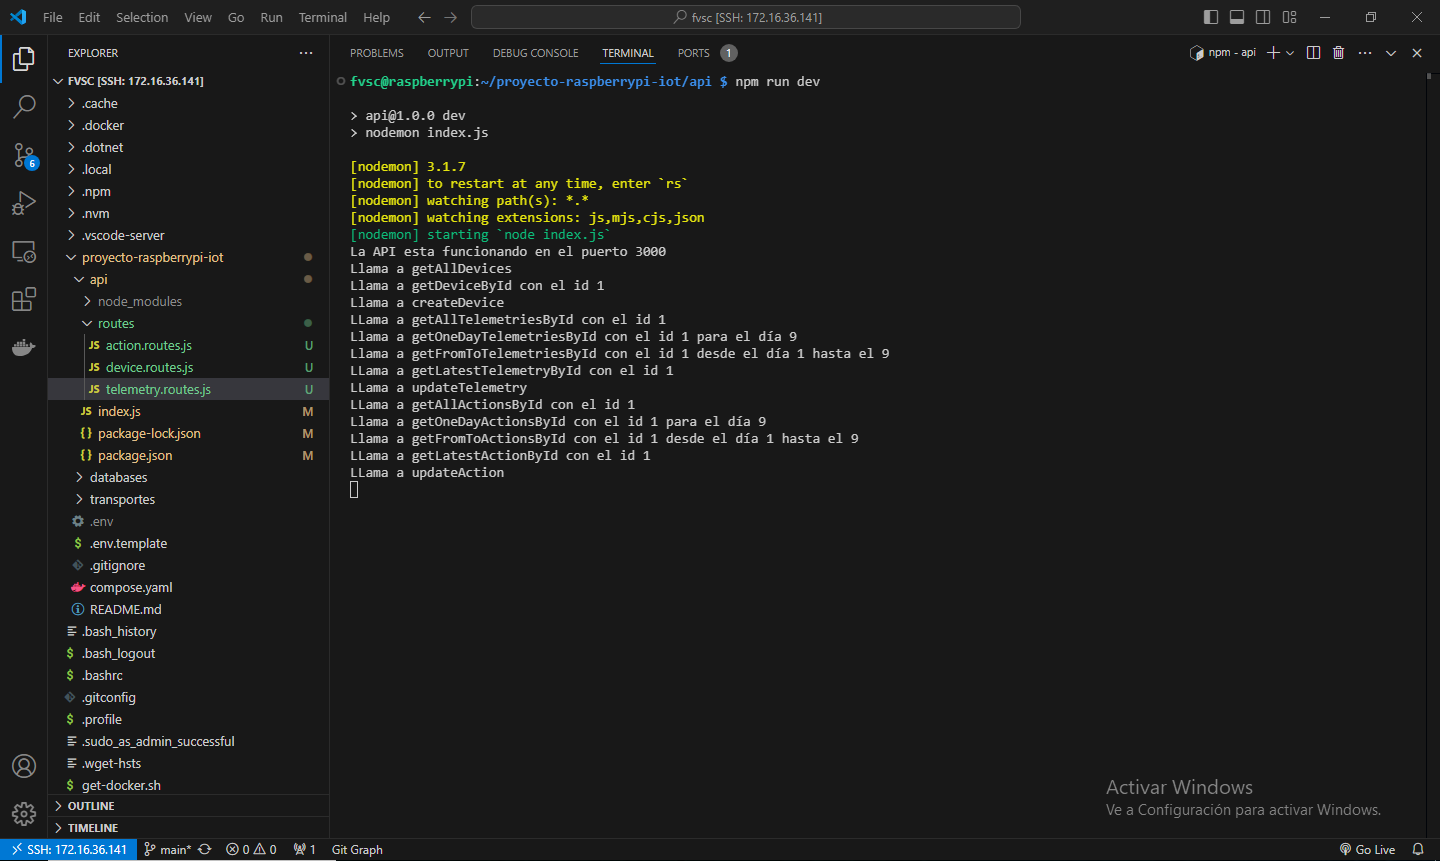 File Edit Selection View Go Run Terminal Help
fvsc [SSH: 172.16.36.141]
EXPLORER
FVSC [SSH: 172.16.36.141]
.cache
.docker
.dotnet
.local
.npm
.nvm
.vscode-server
proyecto-raspberrypi-iot
api
node_modules
routes
JS action.routes.js U
JS device.routes.js U
JS telemetry.routes.js U
JS index.js M
{} package-lock.json M
{} package.json M
databases
transportes
.env
$ .env.template
.gitignore
compose.yaml
README.md
.bash_history
$ .bash_logout
$ .bashrc
.gitconfig
$ .profile
.sudo_as_admin_successful
.wget-hsts
$ get-docker.sh
OUTLINE
TIMELINE
6
PROBLEMS OUTPUT DEBUG CONSOLE TERMINAL PORTS 1
npm - api
fvsc@raspberrypi:~/proyecto-raspberrypi-iot/api $ npm run dev
> api@1.0.0 dev
> nodemon index.js
[nodemon] 3.1.7
[nodemon] to restart at any time, enter `rs`
[nodemon] watching path(s): *.*
[nodemon] watching extensions: js,mjs,cjs,json
[nodemon] starting `node index.js`
La API esta funcionando en el puerto 3000
Llama a getAllDevices
Llama a getDeviceById con el id 1
Llama a createDevice
LLama a getAllTelemetriesById con el id 1
Llama a getOneDayTelemetriesById con el id 1 para el día 9
Llama a getFromToTelemetriesById con el id 1 desde el día 1 hasta el 9
LLama a getLatestTelemetryById con el id 1
LLama a updateTelemetry
LLama a getAllActionsById con el id 1
Llama a getOneDayActionsById con el id 1 para el día 9
Llama a getFromToActionsById con el id 1 desde el día 1 hasta el 9
LLama a getLatestActionById con el id 1
LLama a updateAction
Activar Windows
Ve a Configuración para activar Windows.
SSH: 172.16.36.141 main* 0 0 1 Git Graph Go Live